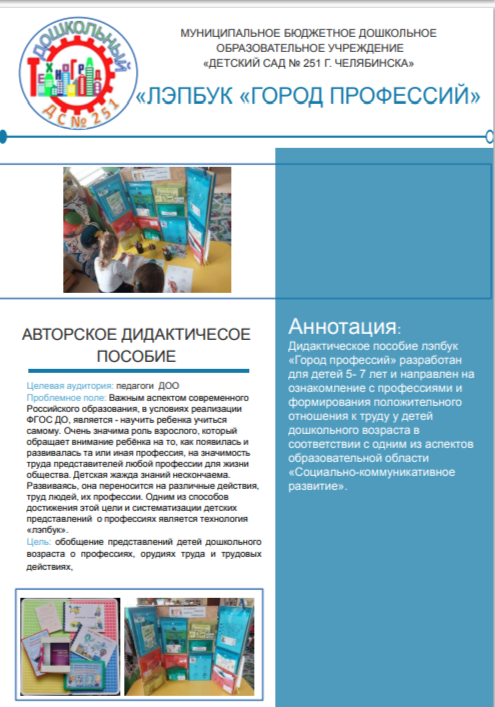 ДОШКОЛЬНЫЙ
ТЕХНОГРАД
ДС № 251
МУНИЦИПАЛЬНОЕ БЮДЖЕТНОЕ ДОШКОЛЬНОЕ
ОБРАЗОВАТЕЛЬНОЕ УЧРЕЖДЕНИЕ
«ДЕТСКИЙ САД № 251 Г. ЧЕЛЯБИНСКА»
«ЛЭПБУК «ГОРОД ПРОФЕССИЙ»
АВТОРСКОЕ ДИДАКТИЧЕСОЕ
ПОСОБИЕ
Целевая аудитория: педагоги ДОО
Проблемное поле: Важным аспектом современного
Российского образования, в условиях реализации
ФГОС ДО, является - научить ребенка учиться
самому. Очень значима роль взрослого, который
обращает внимание ребёнка на то, как появилась и
развивалась та или иная профессия, на значимость
труда представителей любой профессии для жизни
общества. Детская жажда знаний нескончаема.
Развиваясь, она переносится на различные действия,
труд людей, их профессии. Одним из способов
достижения этой цели и систематизации детских
представлений о профессиях является технология
«лэпбук».
Цель: обобщение представлений детей дошкольного
возраста о профессиях, орудиях труда и трудовых
действиях,
Аннотация:
Дидактическое пособие лэпбук
«Город профессий» разработан
для детей 5- 7 лет и направлен на
ознакомление с профессиями и
формирования положительного
отношения к труду у детей
дошкольного возраста в
соответствии с одним из аспектов
образовательной области
«Социально-коммуникативное
развитие».